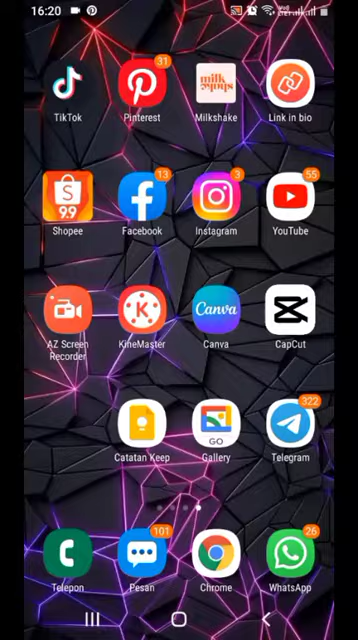 16:20
31
TikTok
Pinterest
milk
shake
Milkshake
Link in bio
13
3
55
9.9
Shopee
Facebook
Instagram
YouTube
Canva
AZ Screen
Recorder
KineMaster
Canva
CapCut
322
GO
Catatan Keep
Gallery
Telegram
101
26
Telepon
Pesan
Chrome
WhatsApp